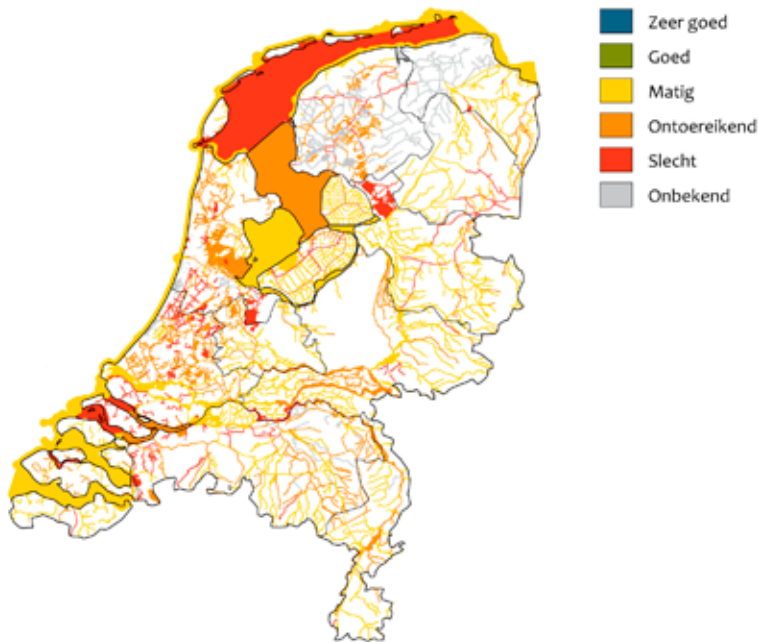 Zeer goed
Goed
Matig
Ontoereikend
Slecht
Onbekend